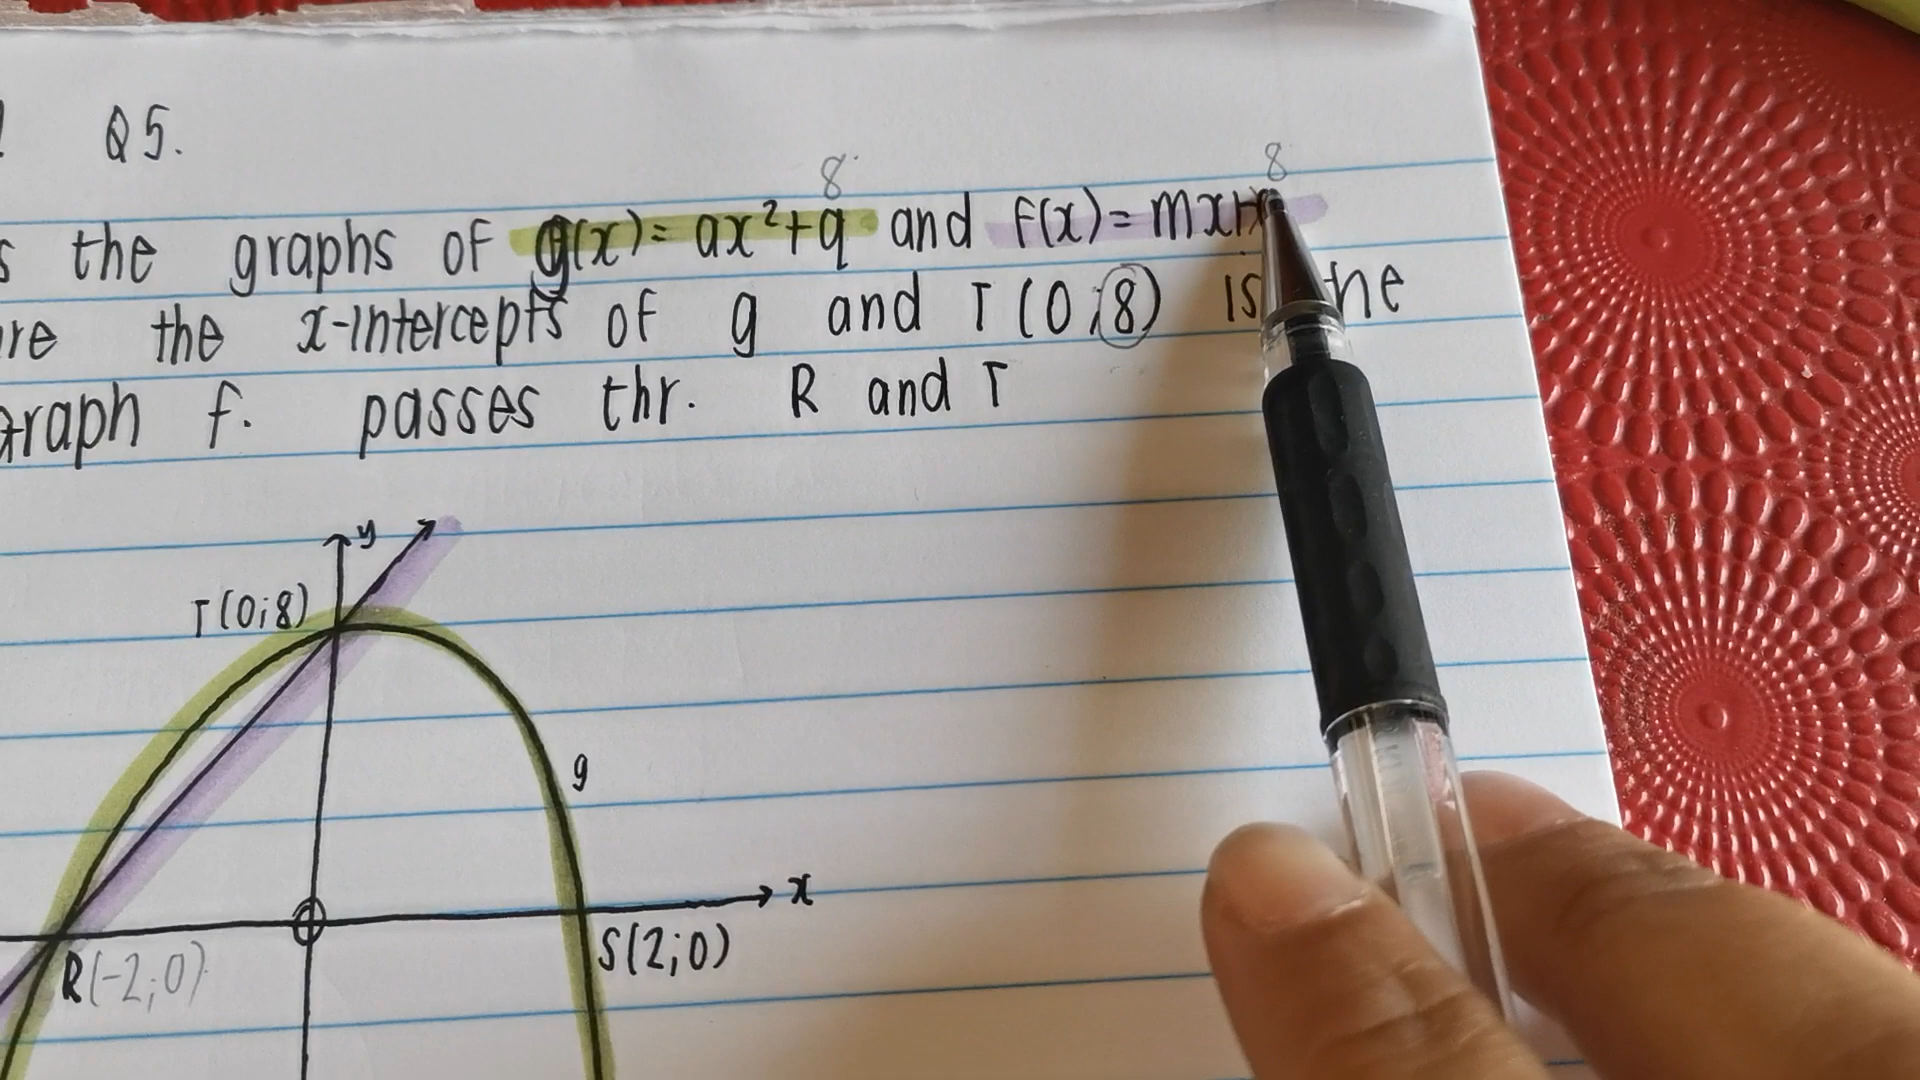 Q5.
8 8
the graphs of g(x) = ax²+q and f(x) = mx+
the x-intercepts of g and T(0;8) is the
graph f. passes thr. R and T
y
T(0;8)
g
x
R(-2;0) S(2;0)